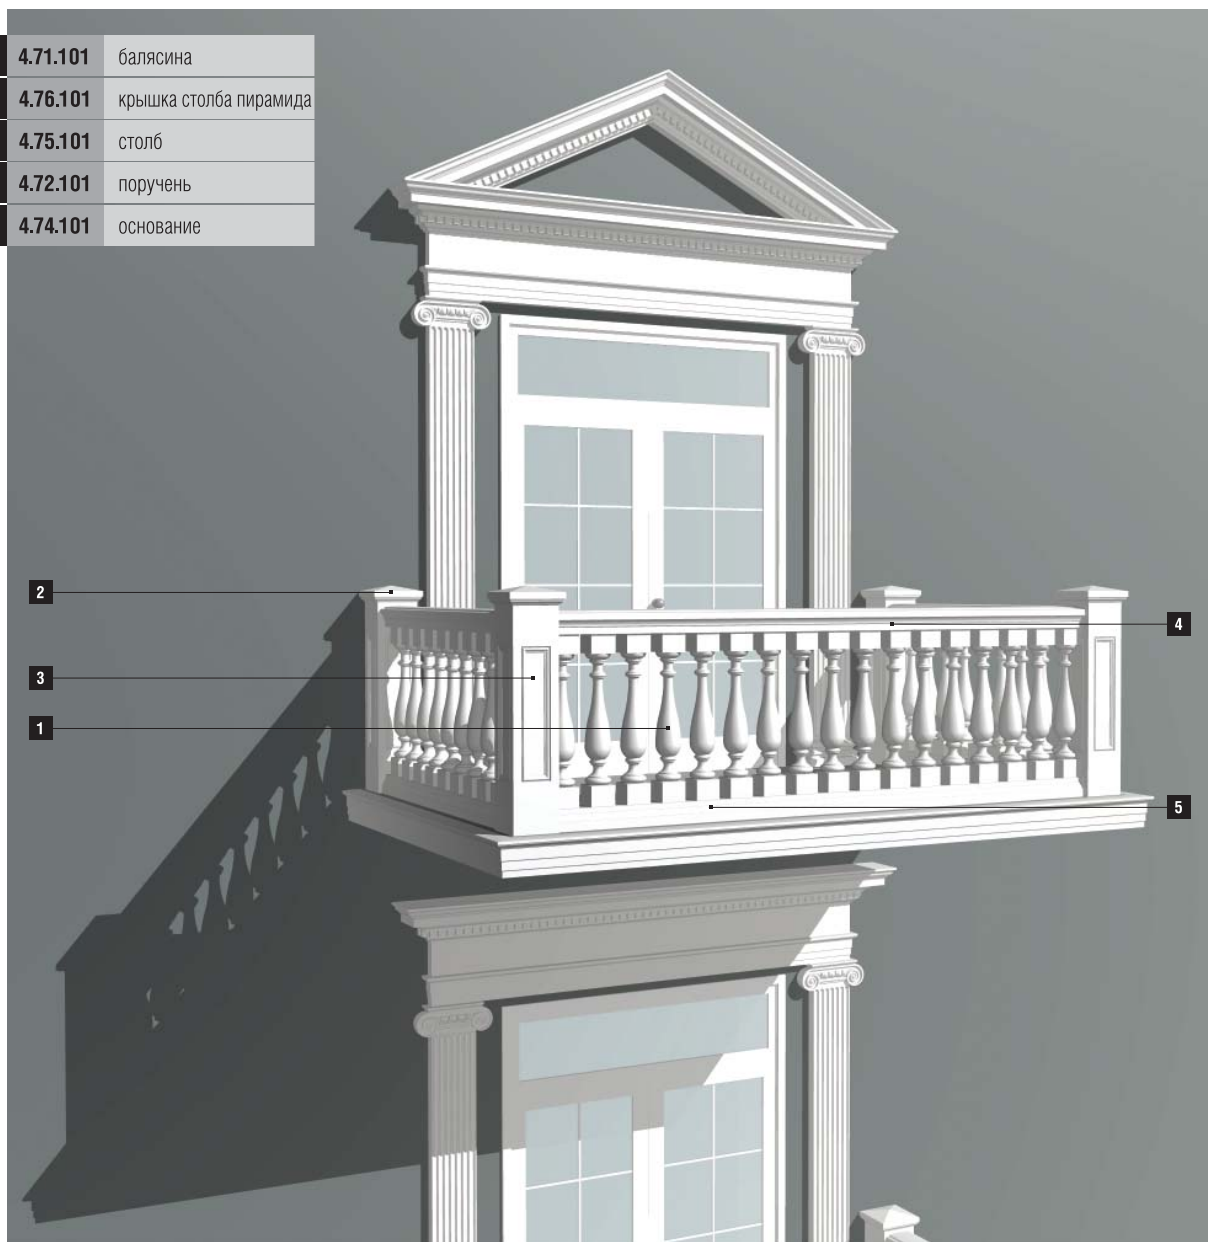 4.71.101 балясина
4.76.101 крышка столба пирамида
4.75.101 столб
4.72.101 поручень
4.74.101 основание
2
4
3
1
5